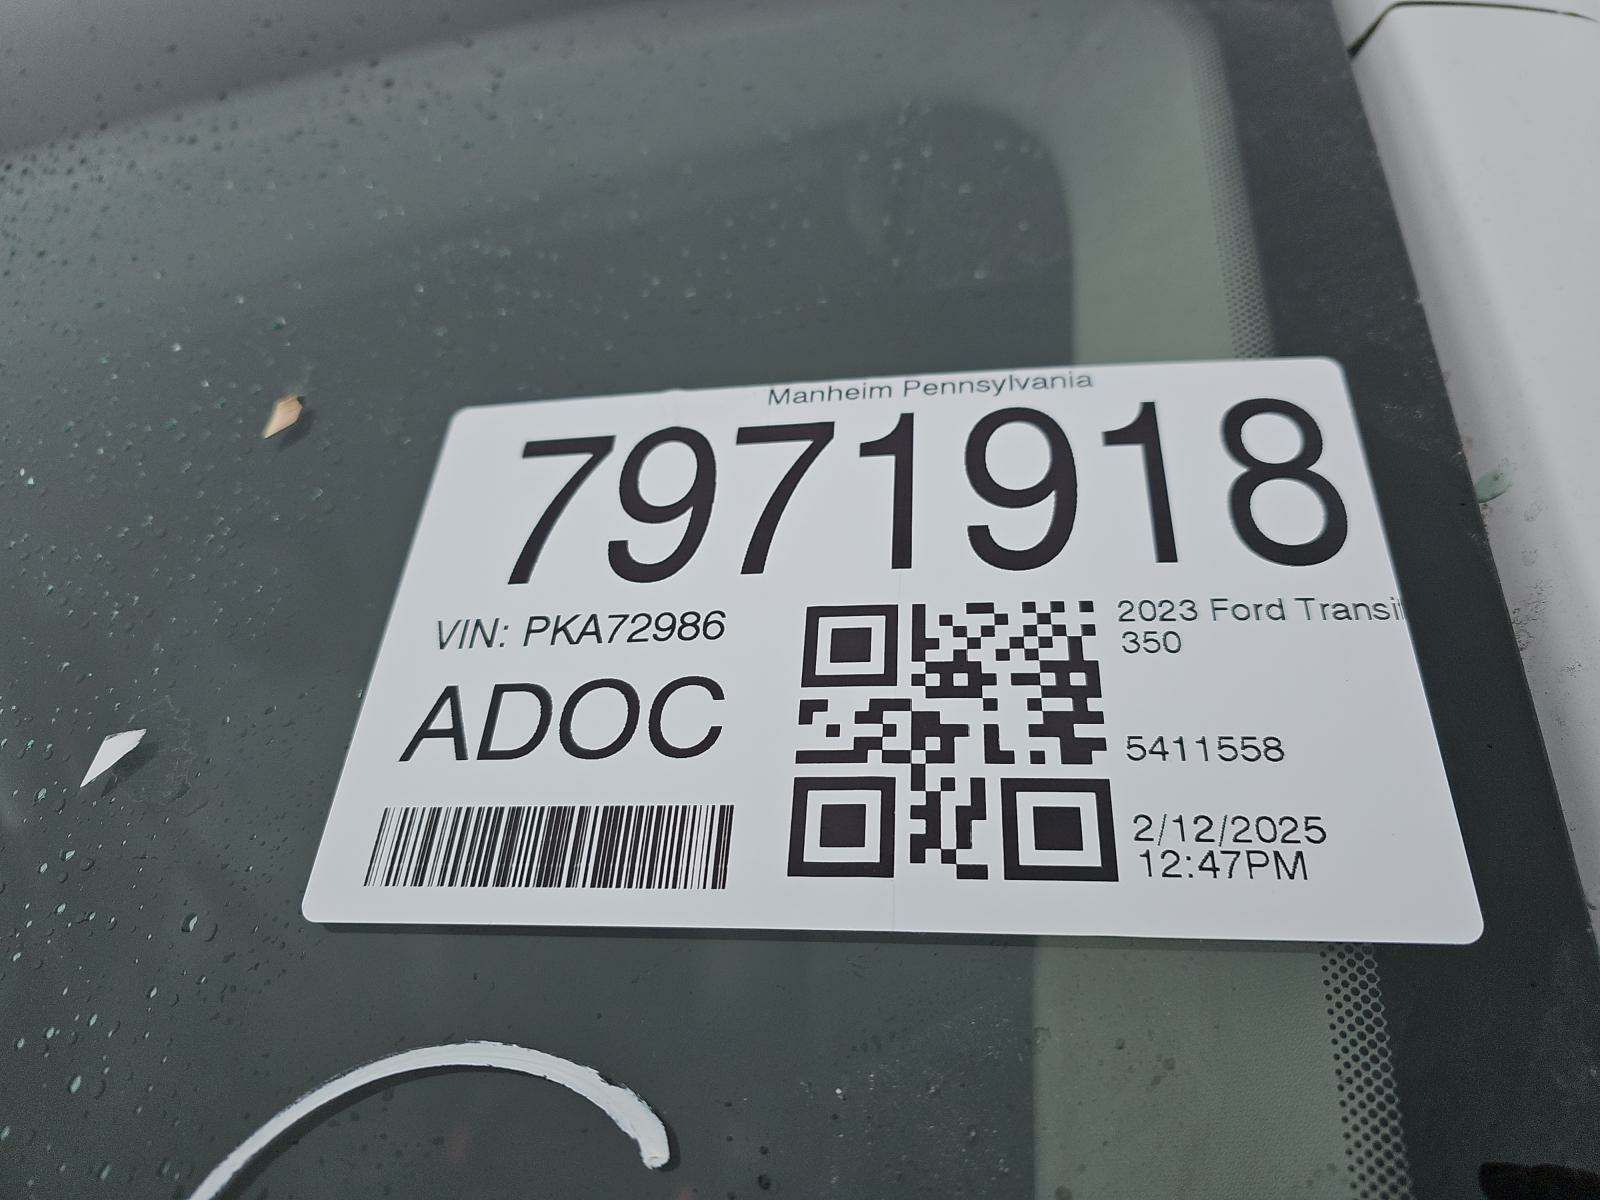 Manheim Pennsylvania
7971918
VIN: PKA72986
ADOC
2023 Ford Transi
350
5411558
2/12/2025
12:47PM